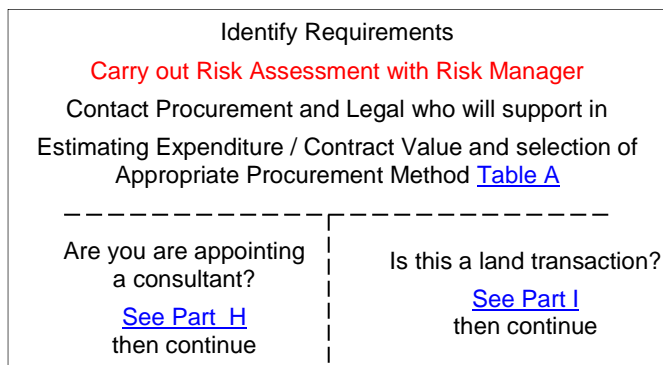 Identify Requirements
Carry out Risk Assessment with Risk Manager
Contact Procurement and Legal who will support in
Estimating Expenditure / Contract Value and selection of
Appropriate Procurement Method Table A
Are you are appointing
a consultant?
See Part H
then continue
Is this a land transaction?
See Part I
then continue